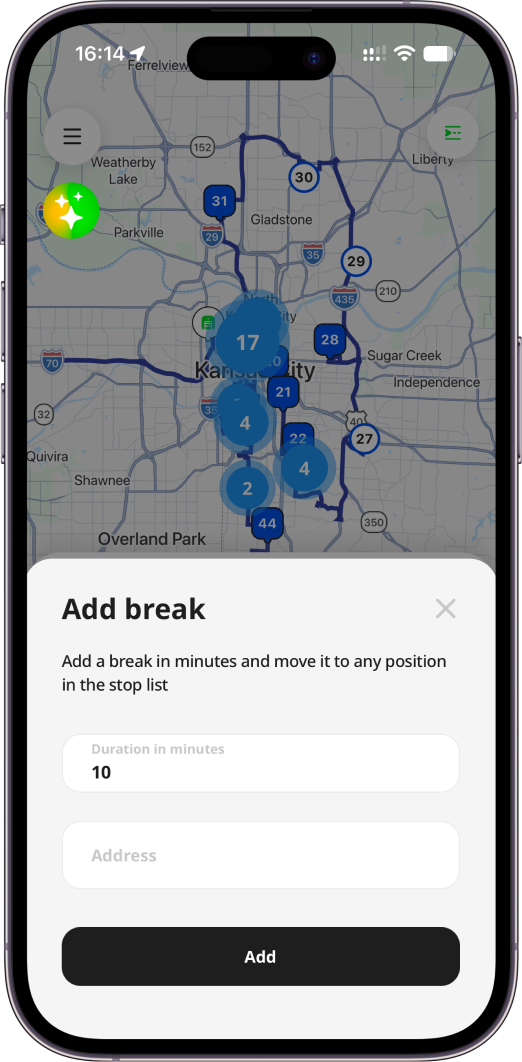 16:14
Ferrelview
152
Weatherby
Lake
Liberty
30
31
Gladstone
Parkville
29
35
29
435
210
North
17
28
70
Kansas City
Sugar Creek
Independence
21
32
35
4
40
22
27
Quivira
4
Shawnee
2
44
350
Overland Park
Add break
Add a break in minutes and move it to any position
in the stop list
Duration in minutes
10
Address
Add